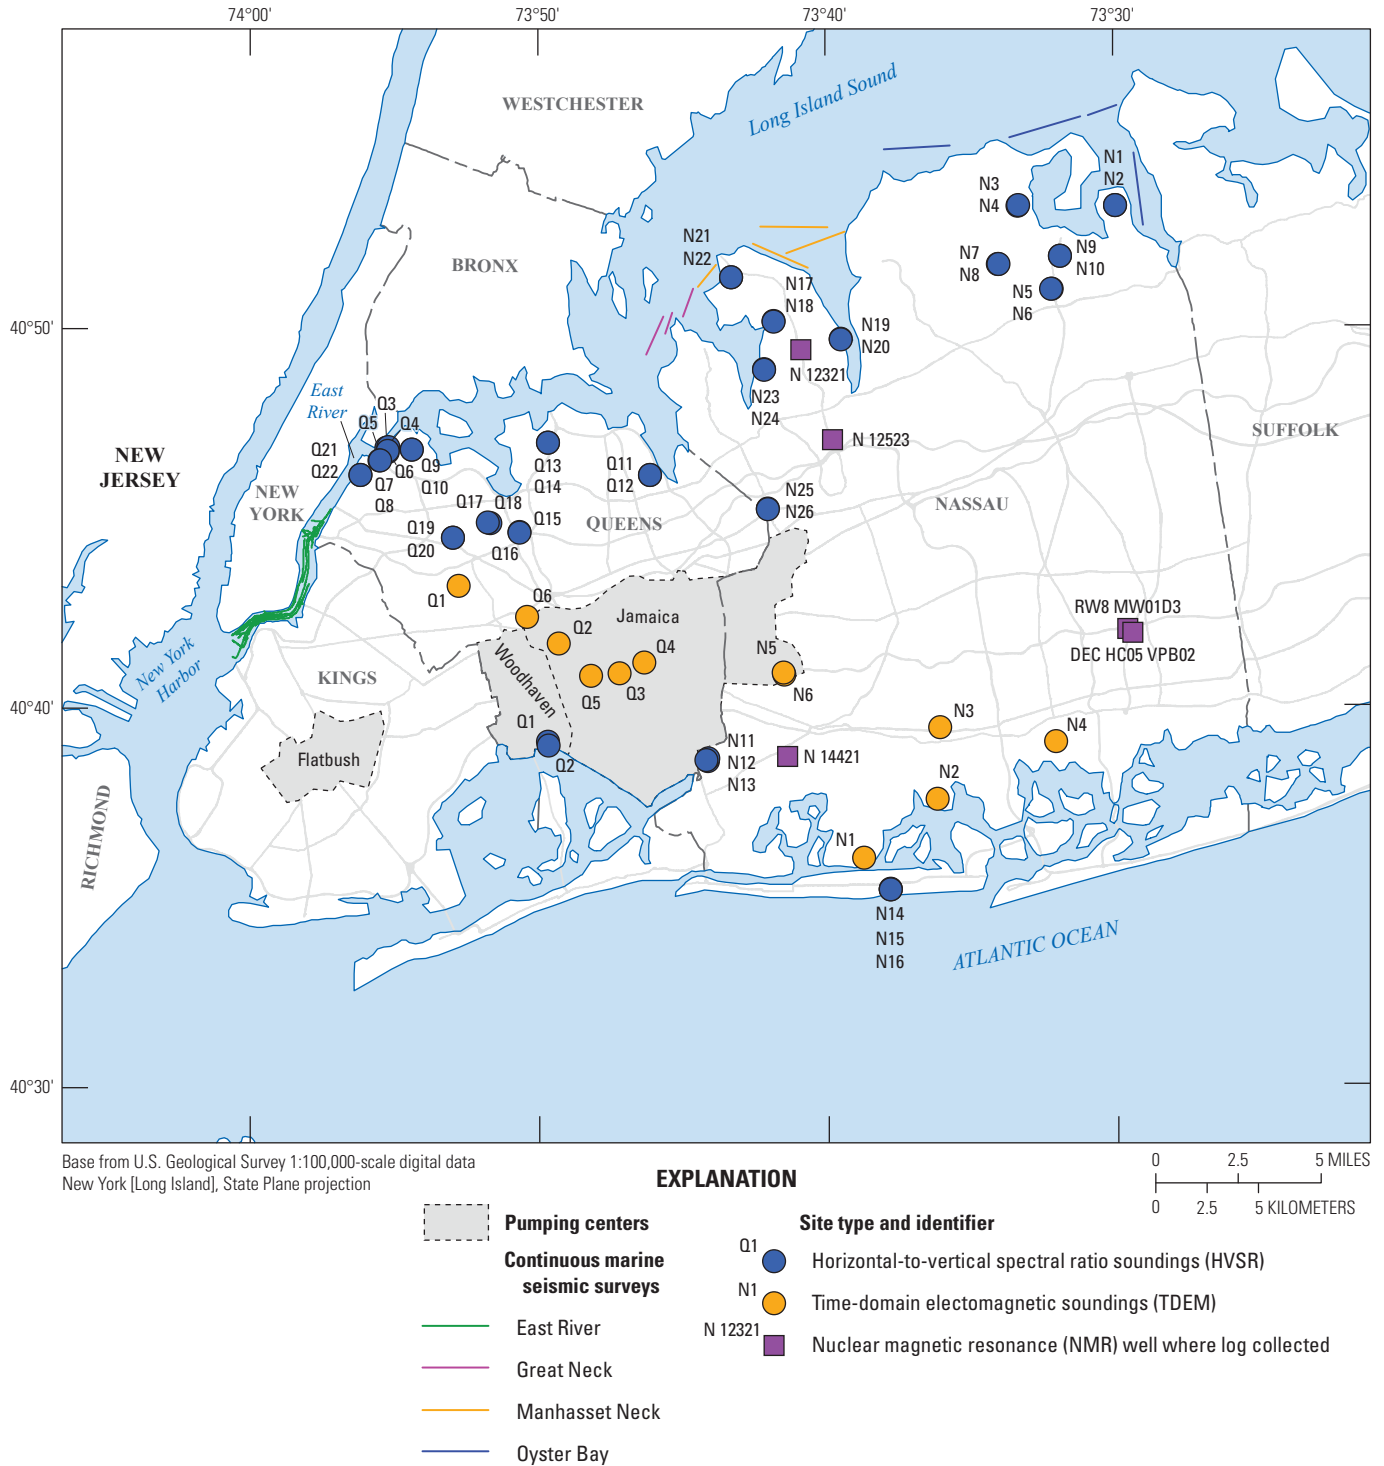 74°00'
73°50'
73°40'
73°30'
WESTCHESTER
Long Island Sound
N1
N2
N3
N4
N21
N22
BRONX
N7
N8
N9
N10
N17
N18
N5
N6
40°50'
N19
N20
N 12321
East
River
Q3
Q5
Q4
N23
N24
SUFFOLK
NEW
JERSEY
Q21
Q22
Q6
Q9
Q10
Q7
Q8
Q13
Q14
Q11
Q12
N 12523
NEW
YORK
Q17
Q18
Q15
Q16
QUEENS
N25
N26
NASSAU
Q19
Q20
Q1
Q6
Jamaica
RW8 MW01D3
DEC HC05 VPB02
Q2
Q4
N5
N6
New York
Harbor
KINGS
Woodhaven
Q5
Q3
40°40'
N3
N4
Q1
Q2
Flatbush
N11
N12
N13
N 14421
N2
RICHMOND
N1
N14
N15
N16
ATLANTIC OCEAN
40°30'
Base from U.S. Geological Survey 1:100,000-scale digital data
New York [Long Island], State Plane projection
0 2.5 5 MILES
0 2.5 5 KILOMETERS
EXPLANATION
Pumping centers
Continuous marine
seismic surveys
East River
Great Neck
Manhasset Neck
Oyster Bay
Site type and identifier
Q1
Horizontal-to-vertical spectral ratio soundings (HVSR)
N1
Time-domain electomagnetic soundings (TDEM)
N 12321
Nuclear magnetic resonance (NMR) well where log collected